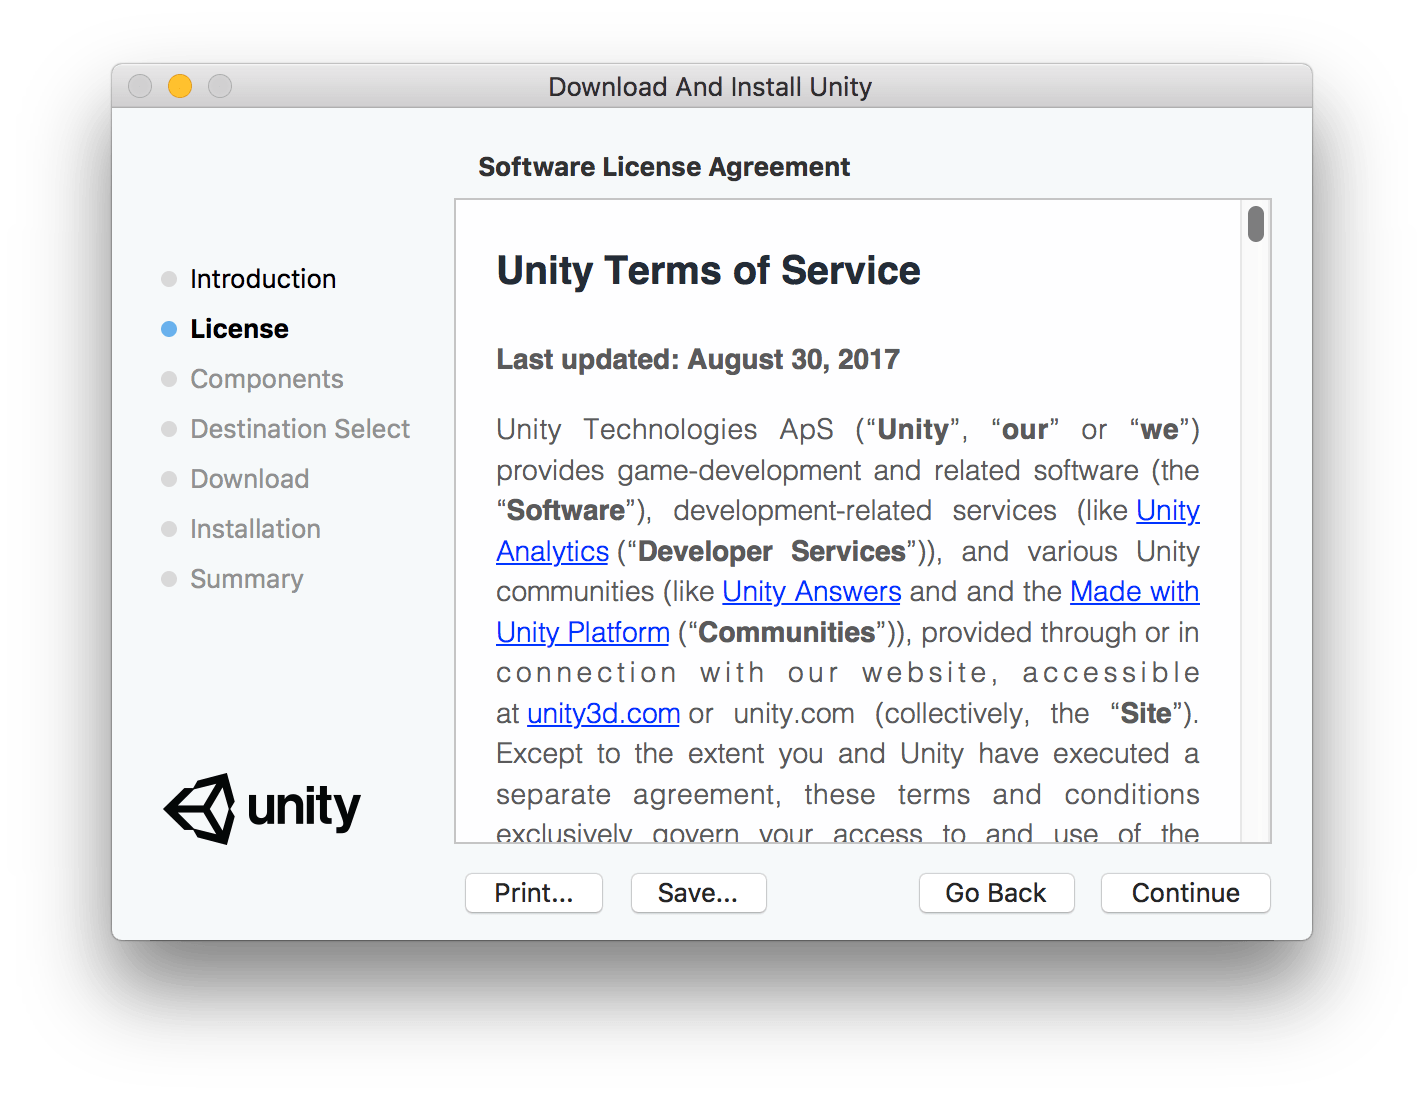 Download And Install Unity
Software License Agreement
Introduction
License
Components
Destination Select
Download
Installation
Summary
unity
Unity Terms of Service
Last updated: August 30, 2017
Unity Technologies ApS (“Unity”, “our” or “we”)
provides game-development and related software (the
“Software”), development-related services (like Unity
Analytics (“Developer Services”)), and various Unity
communities (like Unity Answers and and the Made with
Unity Platform (“Communities”)), provided through or in
connection with our website, accessible
at unity3d.com or unity.com (collectively, the “Site”).
Except to the extent you and Unity have executed a
separate agreement, these terms and conditions
exclusively govern your access to and use of the
Print...
Save...
Go Back
Continue